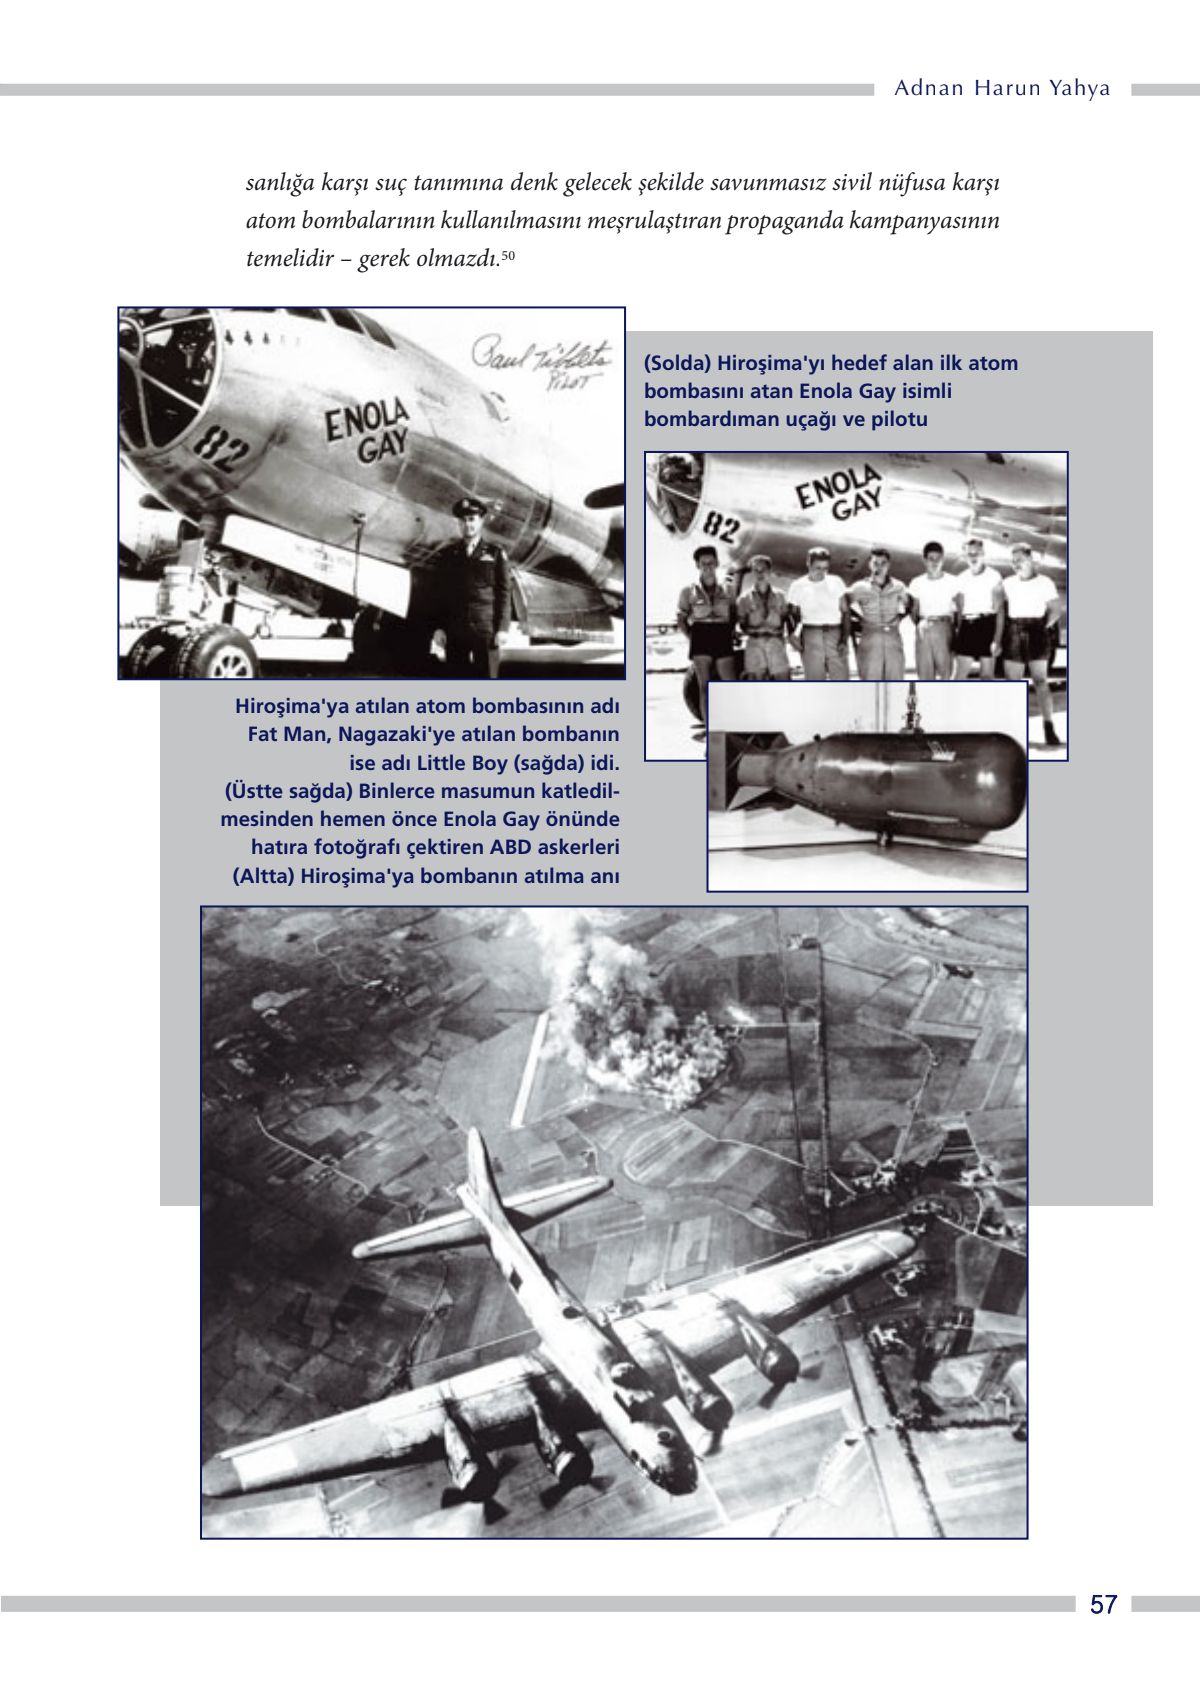 Adnan Harun Yahya
sanlığa karşı suç tanımına denk gelecek şekilde savunmasız sivil nüfusa karşı
atom bombalarının kullanılmasını meşrulaştıran propaganda kampanyasının
temelidir – gerek olmazdı.50
Paul Tibbets
Pilot
ENOLA
GAY
82
(Solda) Hiroşima'yı hedef alan ilk atom
bombasını atan Enola Gay isimli
bombardıman uçağı ve pilotu
ENOLA
GAY
82
Hiroşima'ya atılan atom bombasının adı
Fat Man, Nagazaki'ye atılan bombanın
ise adı Little Boy (sağda) idi.
(Üstte sağda) Binlerce masumun katledil-
mesinden hemen önce Enola Gay önünde
hatıra fotoğrafı çektiren ABD askerleri
(Altta) Hiroşima'ya bombanın atılma anı
57